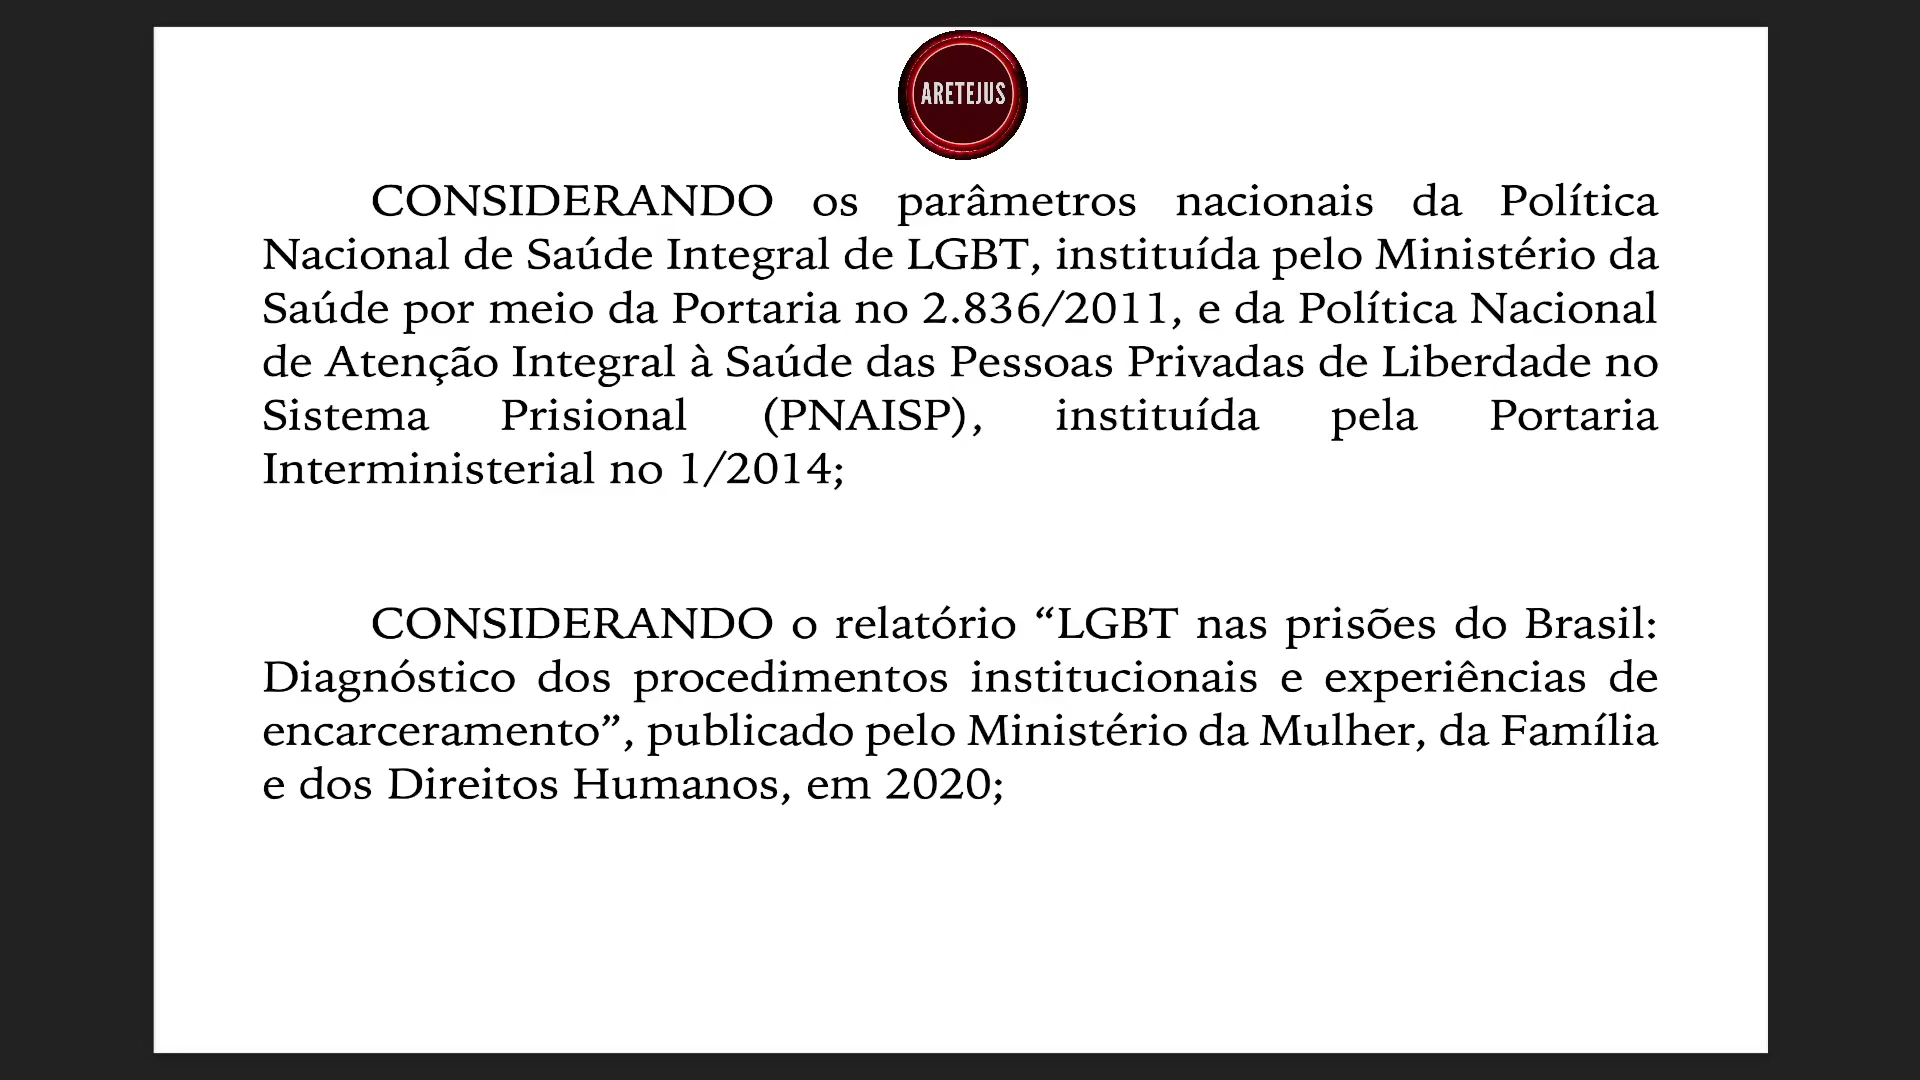 ARETEJUS
CONSIDERANDO os parâmetros nacionais da Política
Nacional de Saúde Integral de LGBT, instituída pelo Ministério da
Saúde por meio da Portaria no 2.836/2011, e da Política Nacional
de Atenção Integral à Saúde das Pessoas Privadas de Liberdade no
Sistema Prisional (PNAISP), instituída pela Portaria
Interministerial no 1/2014;
CONSIDERANDO o relatório “LGBT nas prisões do Brasil:
Diagnóstico dos procedimentos institucionais e experiências de
encarceramento”, publicado pelo Ministério da Mulher, da Família
e dos Direitos Humanos, em 2020;